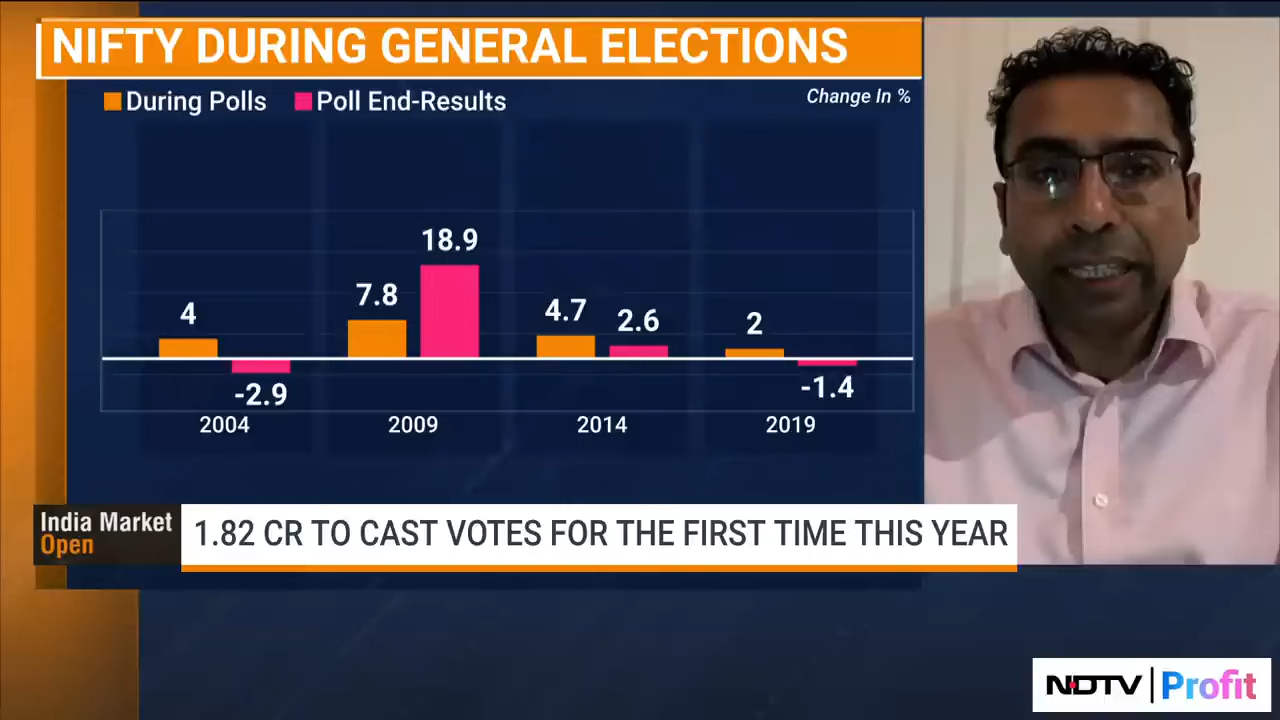 NIFTY DURING GENERAL ELECTIONS
During Polls Poll End-Results Change In %
4 -2.9 7.8 18.9 4.7 2.6 2 -1.4
2004 2009 2014 2019
India Market
Open
1.82 CR TO CAST VOTES FOR THE FIRST TIME THIS YEAR
NDTV Profit